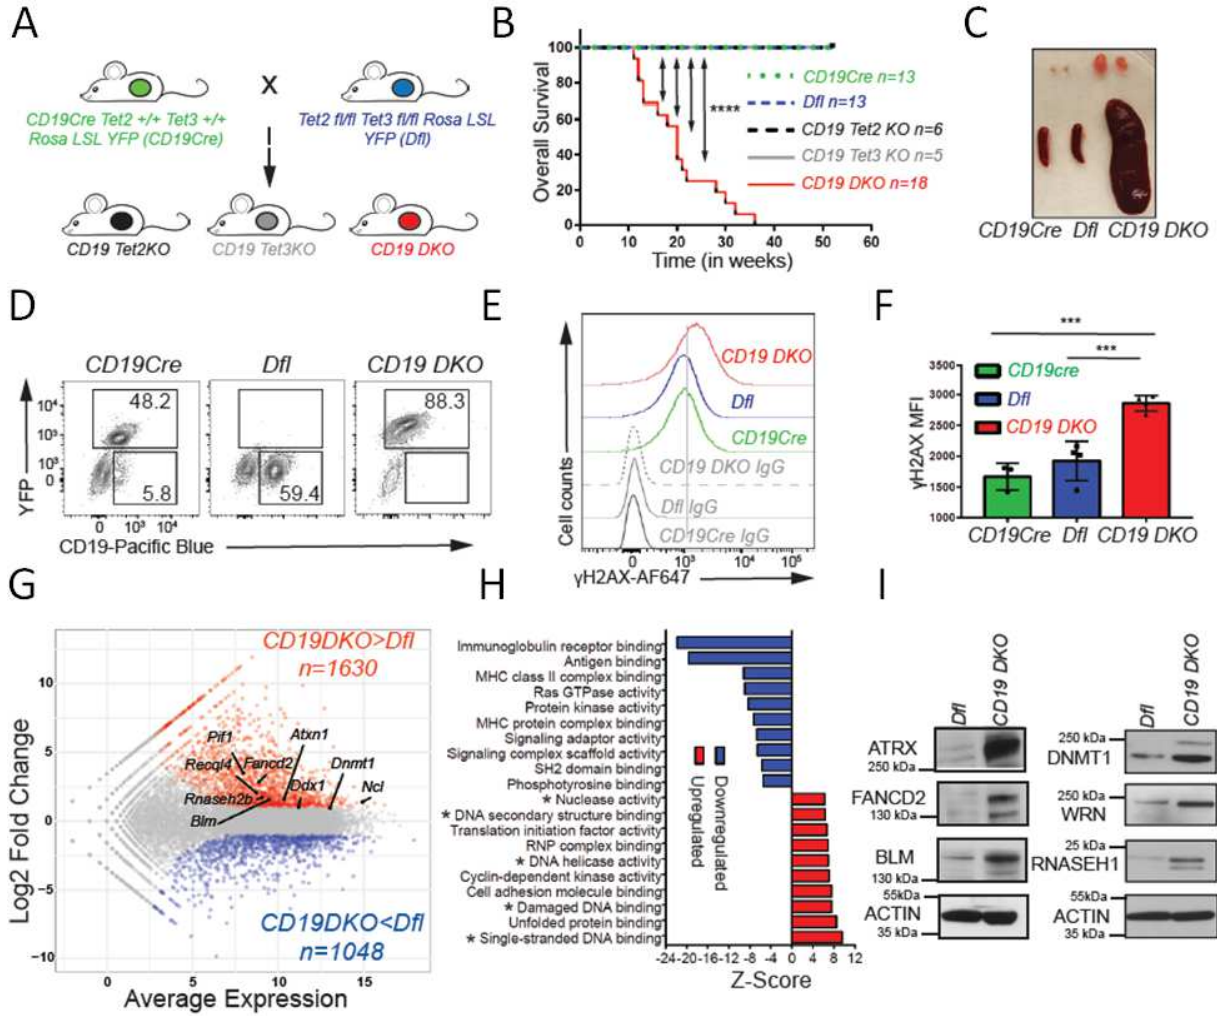 A
CD19Cre Tet2 +/+ Tet3 +/+
Rosa LSL YFP (CD19Cre)
X
Tet2 fl/fl Tet3 fl/fl Rosa LSL
YFP (Dfl)
CD19 Tet2KO
CD19 Tet3KO
CD19 DKO
B
Overall Survival
100
80
60
40
20
0
0 10 20 30 40 50 60
Time (in weeks)
****
CD19Cre n=13
Dfl n=13
CD19 Tet2 KO n=6
CD19 Tet3 KO n=5
CD19 DKO n=18
C
CD19Cre Dfl CD19 DKO
D
CD19Cre
Dfl
CD19 DKO
YFP
10⁴
10³
10³
0
48.2
5.8
59.4
88.3
0 10³ 10⁴
CD19-Pacific Blue
E
Cell counts
CD19 DKO
Dfl
CD19Cre
CD19 DKO IgG
Dfl IgG
CD19Cre IgG
0 10³ 10⁴ 10⁵
γH2AX-AF647
F
***
***
γH2AX MFI
3500
3000
2500
2000
1500
1000
CD19cre
Dfl
CD19 DKO
CD19Cre Dfl CD19 DKO
G
CD19DKO>Dfl
n=1630
Log2 Fold Change
10
5
0
−5
−10
Pif1
Atxn1
Recql4
Fancd2
Dnmt1
Rnaseh2b
Ddx1
Ncl
Blm
CD19DKO<Dfl
n=1048
0 5 10 15
Average Expression
H
Immunoglobulin receptor binding
Antigen binding
MHC class II complex binding
Ras GTPase activity
Protein kinase activity
MHC protein complex binding
Signaling adaptor activity
Signaling complex scaffold activity
SH2 domain binding
Phosphotyrosine binding
* Nuclease activity
* DNA secondary structure binding
Translation initiation factor activity
RNP complex binding
* DNA helicase activity
Cyclin-dependent kinase activity
Cell adhesion molecule binding
* Damaged DNA binding
Unfolded protein binding
* Single-stranded DNA binding
Upregulated
Downregulated
-24-20-16-12-8 -4 0 4 8 12
Z-Score
I
Dfl
CD19 DKO
ATRX
250 kDa
FANCD2
130 kDa
BLM
130 kDa
55kDa
ACTIN
35 kDa
Dfl
CD19 DKO
250 kDa
DNMT1
250 kDa
WRN
25 kDa
RNASEH1
55kDa
ACTIN
35 kDa